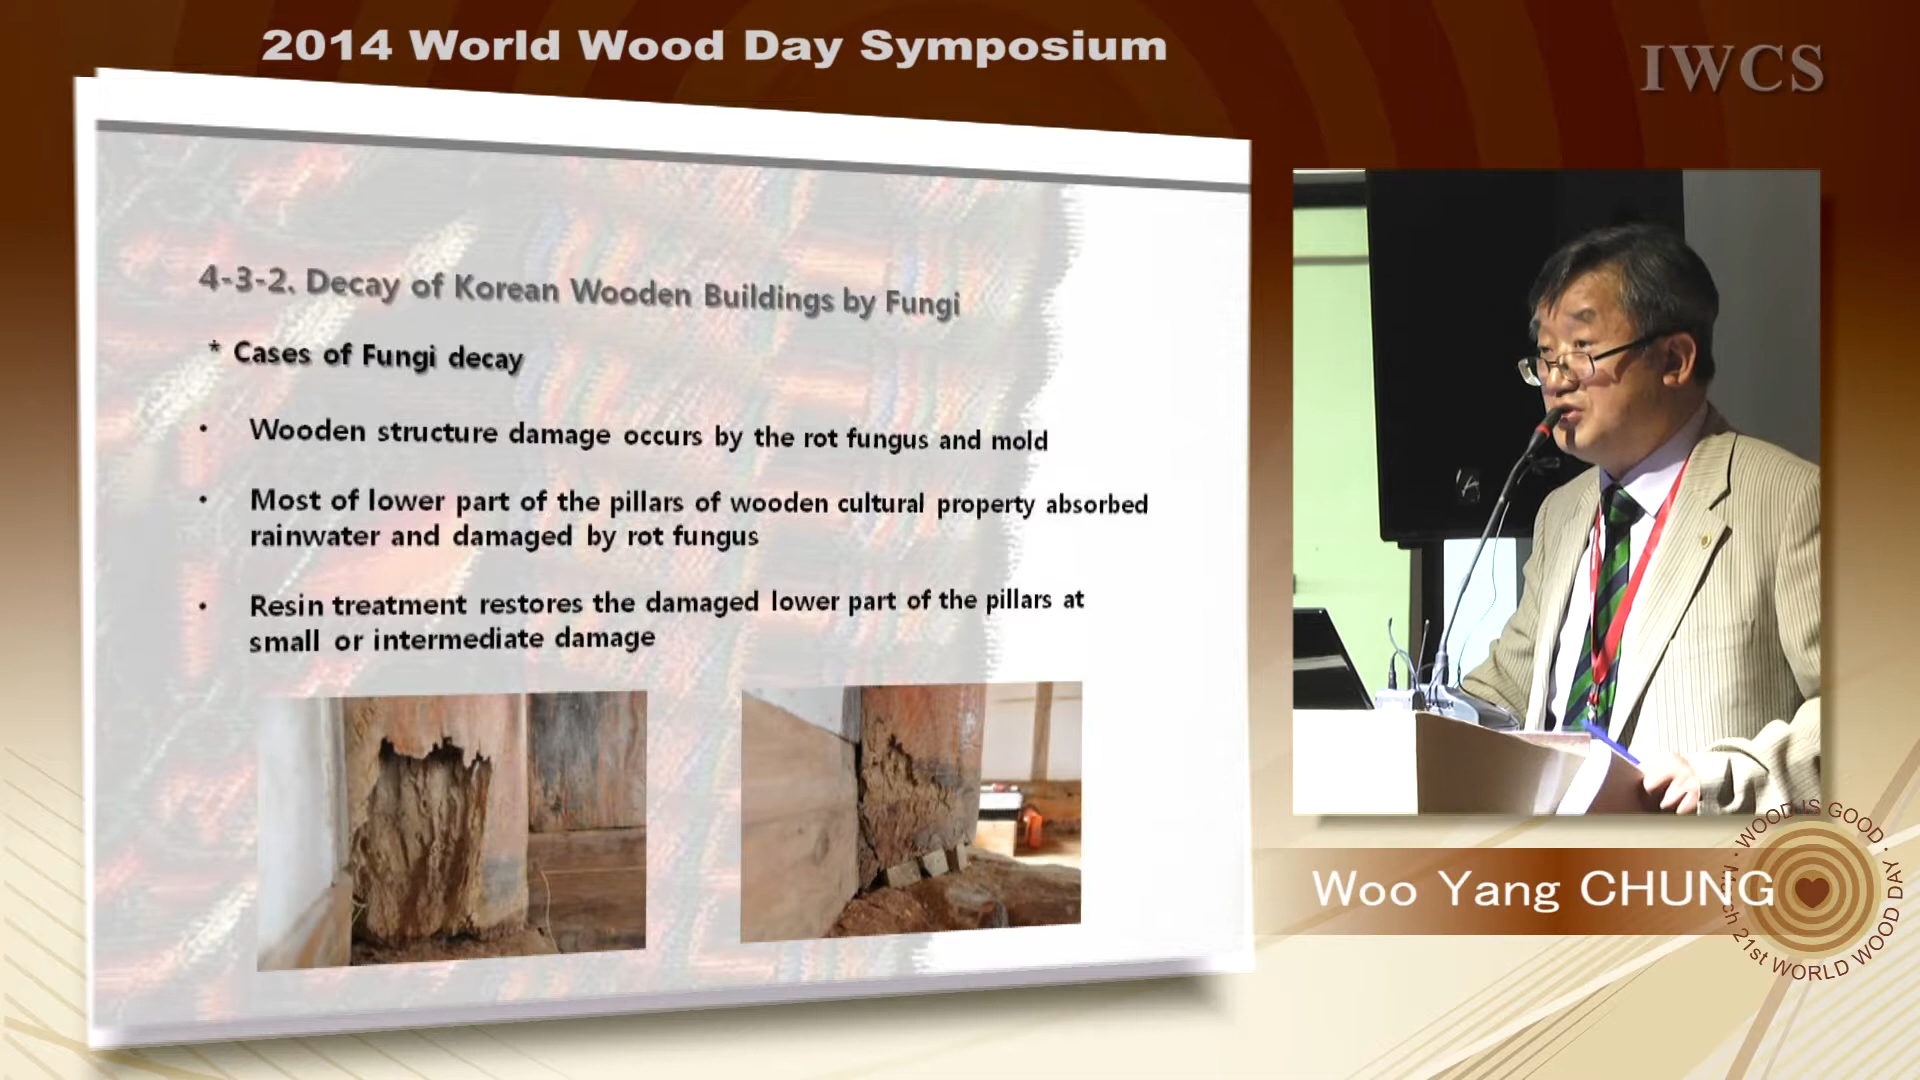 2014 World Wood Day Symposium
IWCS
4-3-2. Decay of Korean Wooden Buildings by Fungi
* Cases of Fungi decay
• Wooden structure damage occurs by the rot fungus and mold
• Most of lower part of the pillars of wooden cultural property absorbed
rainwater and damaged by rot fungus
• Resin treatment restores the damaged lower part of the pillars at
small or intermediate damage
Woo Yang CHUNG
· WOOD IS GOOD ·
March 21st WORLD WOOD DAY